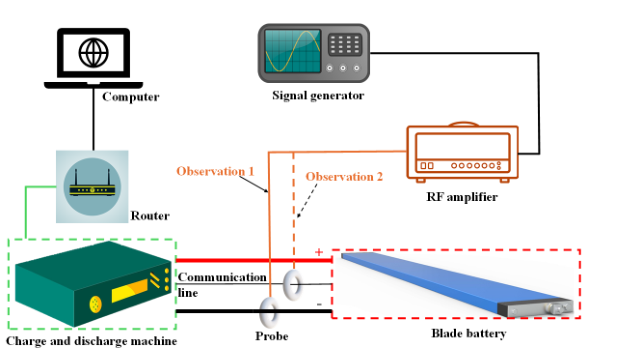 Computer
Signal generator
Observation 1
Observation 2
RF amplifier
Router
+
Communication
line
-
Probe
Blade battery
Charge and discharge machine